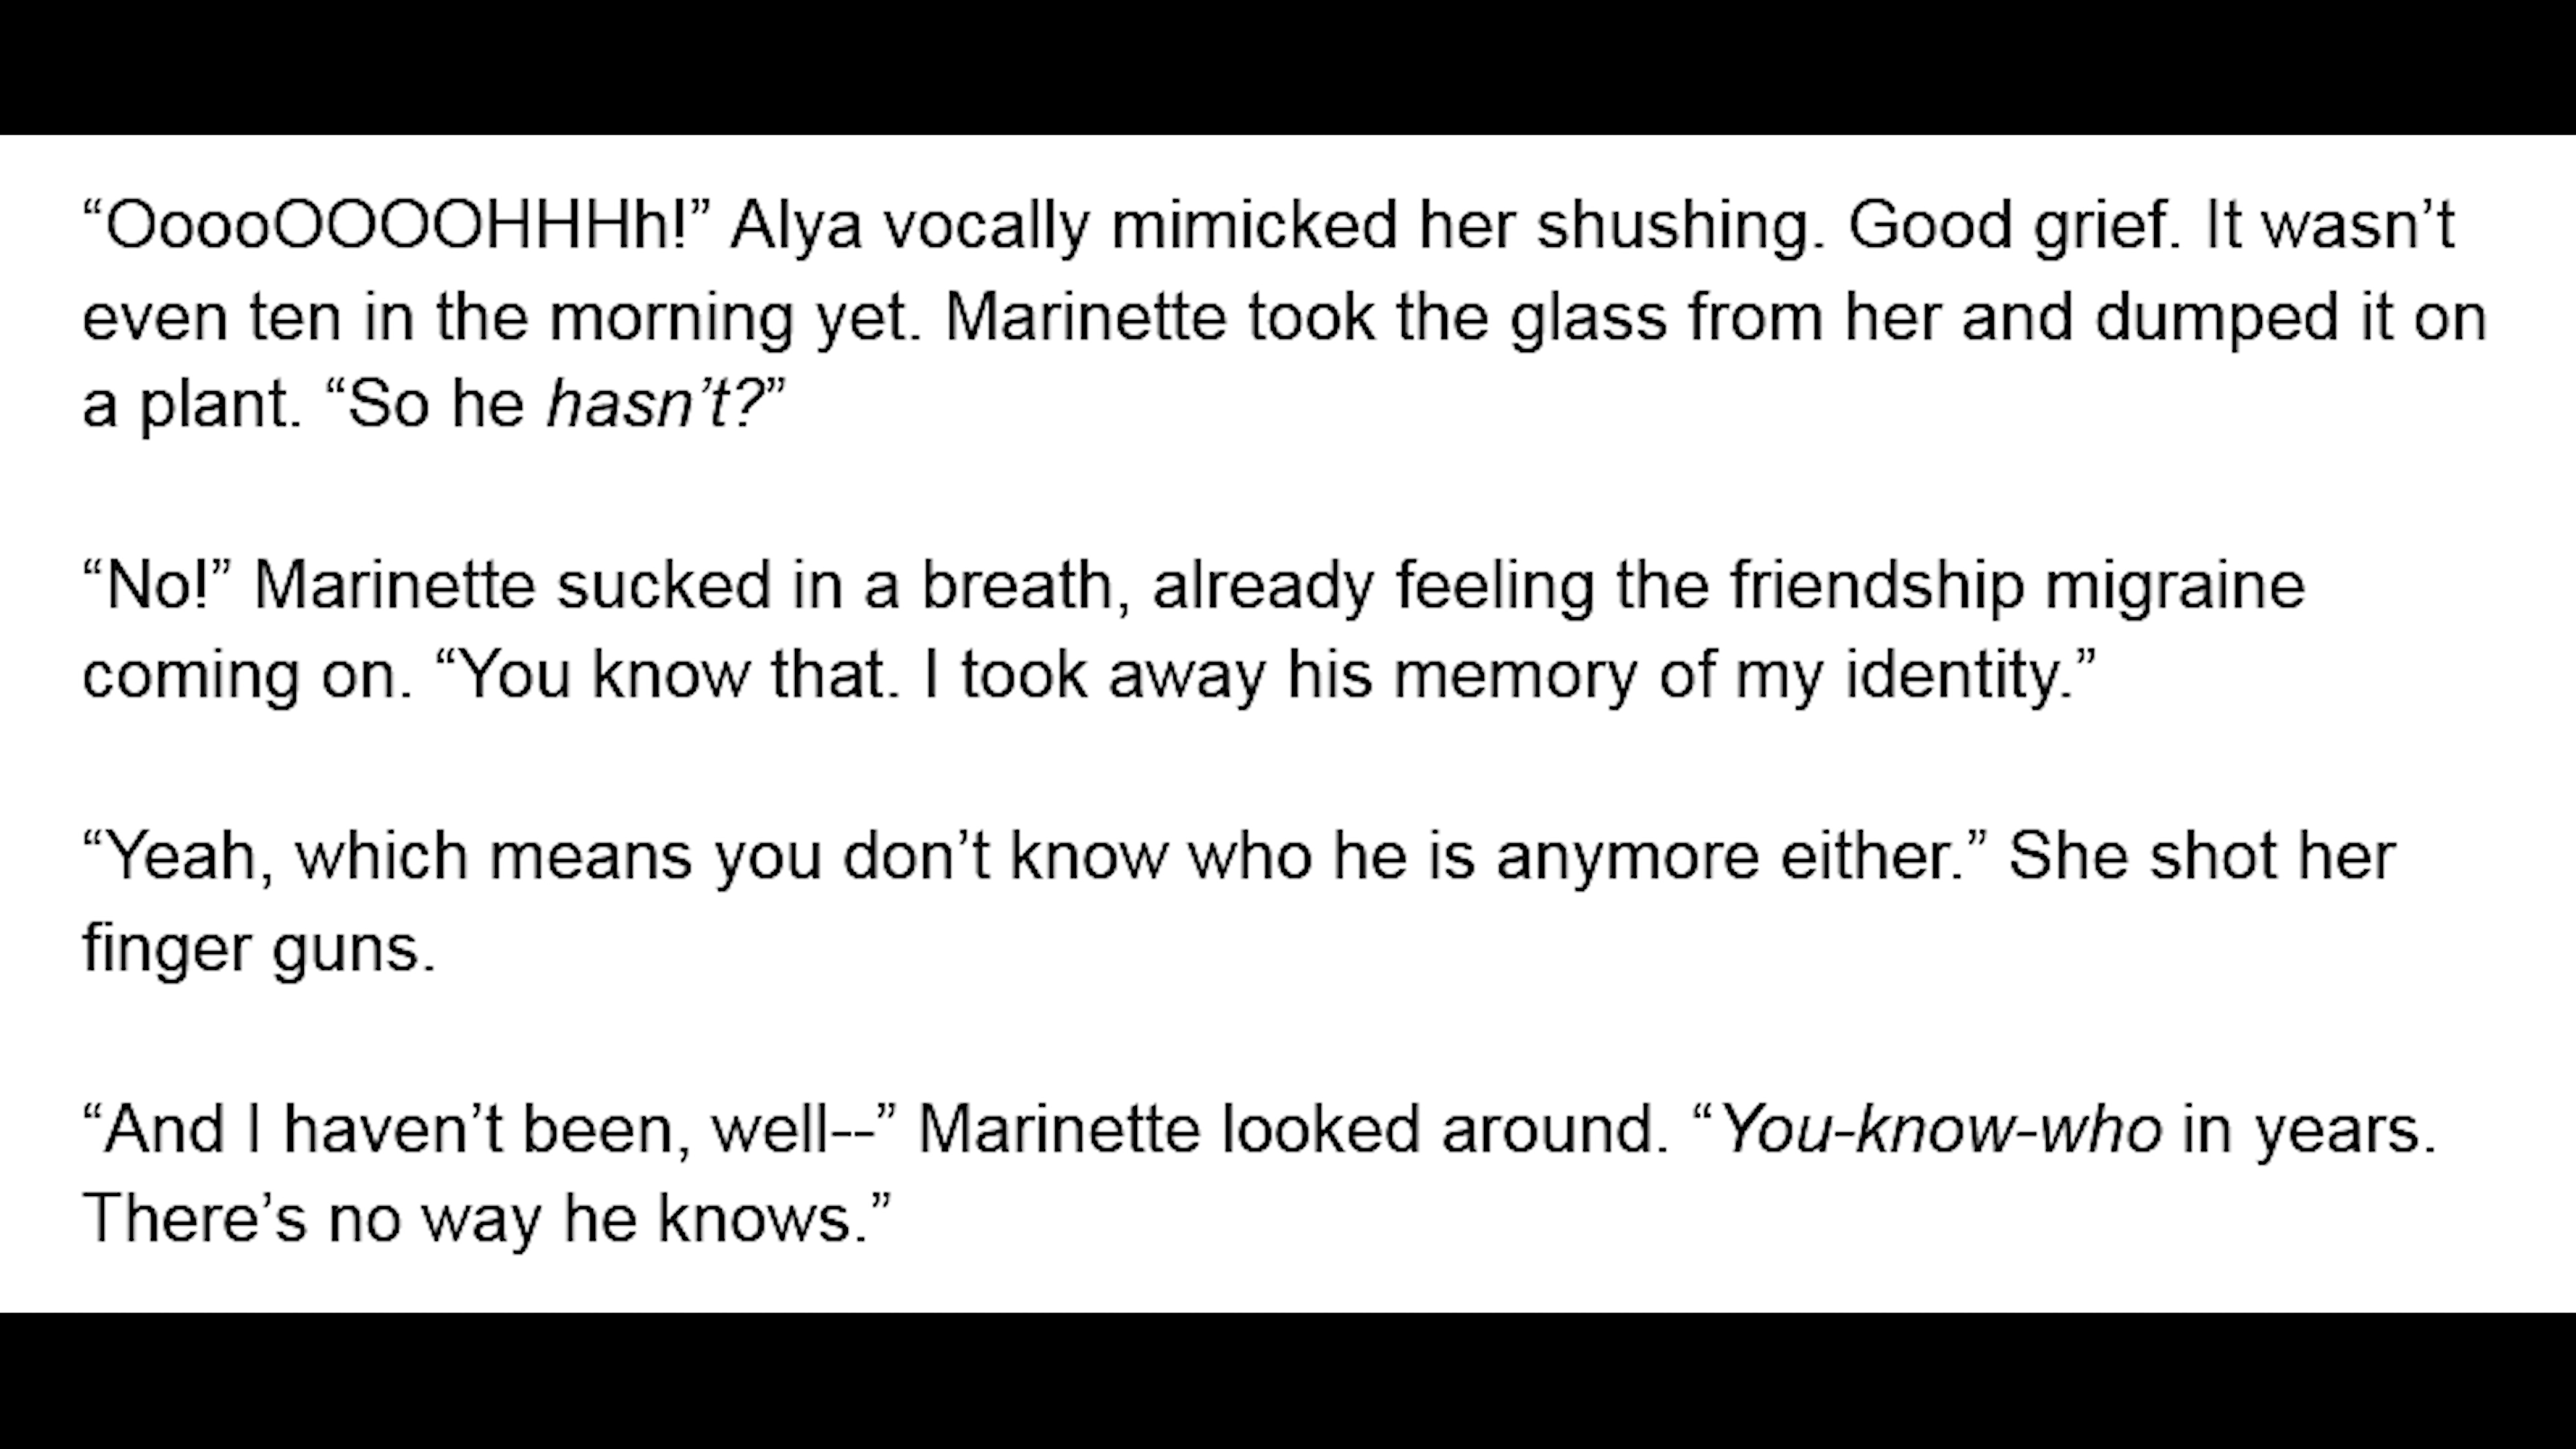 “OoooOOOOHHHh!” Alya vocally mimicked her shushing. Good grief. It wasn’t
even ten in the morning yet. Marinette took the glass from her and dumped it on
a plant. “So he hasn’t?”
“No!” Marinette sucked in a breath, already feeling the friendship migraine
coming on. “You know that. I took away his memory of my identity.”
“Yeah, which means you don’t know who he is anymore either.” She shot her
finger guns.
“And I haven’t been, well--” Marinette looked around. “You-know-who in years.
There’s no way he knows.”